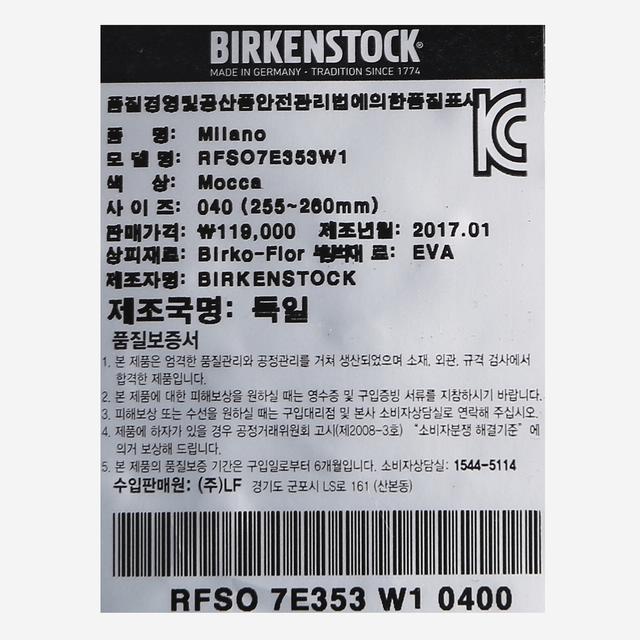 BIRKENSTOCK®
MADE IN GERMANY · TRADITION SINCE 1774
품질경영및공산품안전관리법에의한품질표시
품 명: Milano
모 델 명: RFSO7E353W1
색 상: Mocca
사 이 즈: 040 (255~260mm)
판매가격: ₩119,000 제조년월: 2017.01
상피재료: Birko-Flor 료: EVA
제조자명: BIRKENSTOCK
제조국명: 독일
품질보증서
1. 본 제품은 엄격한 품질관리와 공정관리를 거쳐 생산되었으며 소재, 외관, 규격 검사에서
합격한 제품입니다.
2. 본 제품에 대한 피해보상을 원하실 때는 영수증 및 구입증빙 서류를 지참하시기 바랍니다.
3. 피해보상 또는 수선을 원하실 때는 구입대리점 및 본사 소비자상담실로 연락해 주십시오.
4. 제품에 하자가 있을 경우 공정거래위원회 고시(제2008-3호) “소비자분쟁 해결기준”에
의거 보상해 드립니다.
5. 본 제품의 품질보증 기간은 구입일로부터 6개월입니다. 소비자상담실: 1544-5114
수입판매원: (주)LF 경기도 군포시 LS로 161 (산본동)
RFSO 7E353 W1 0400